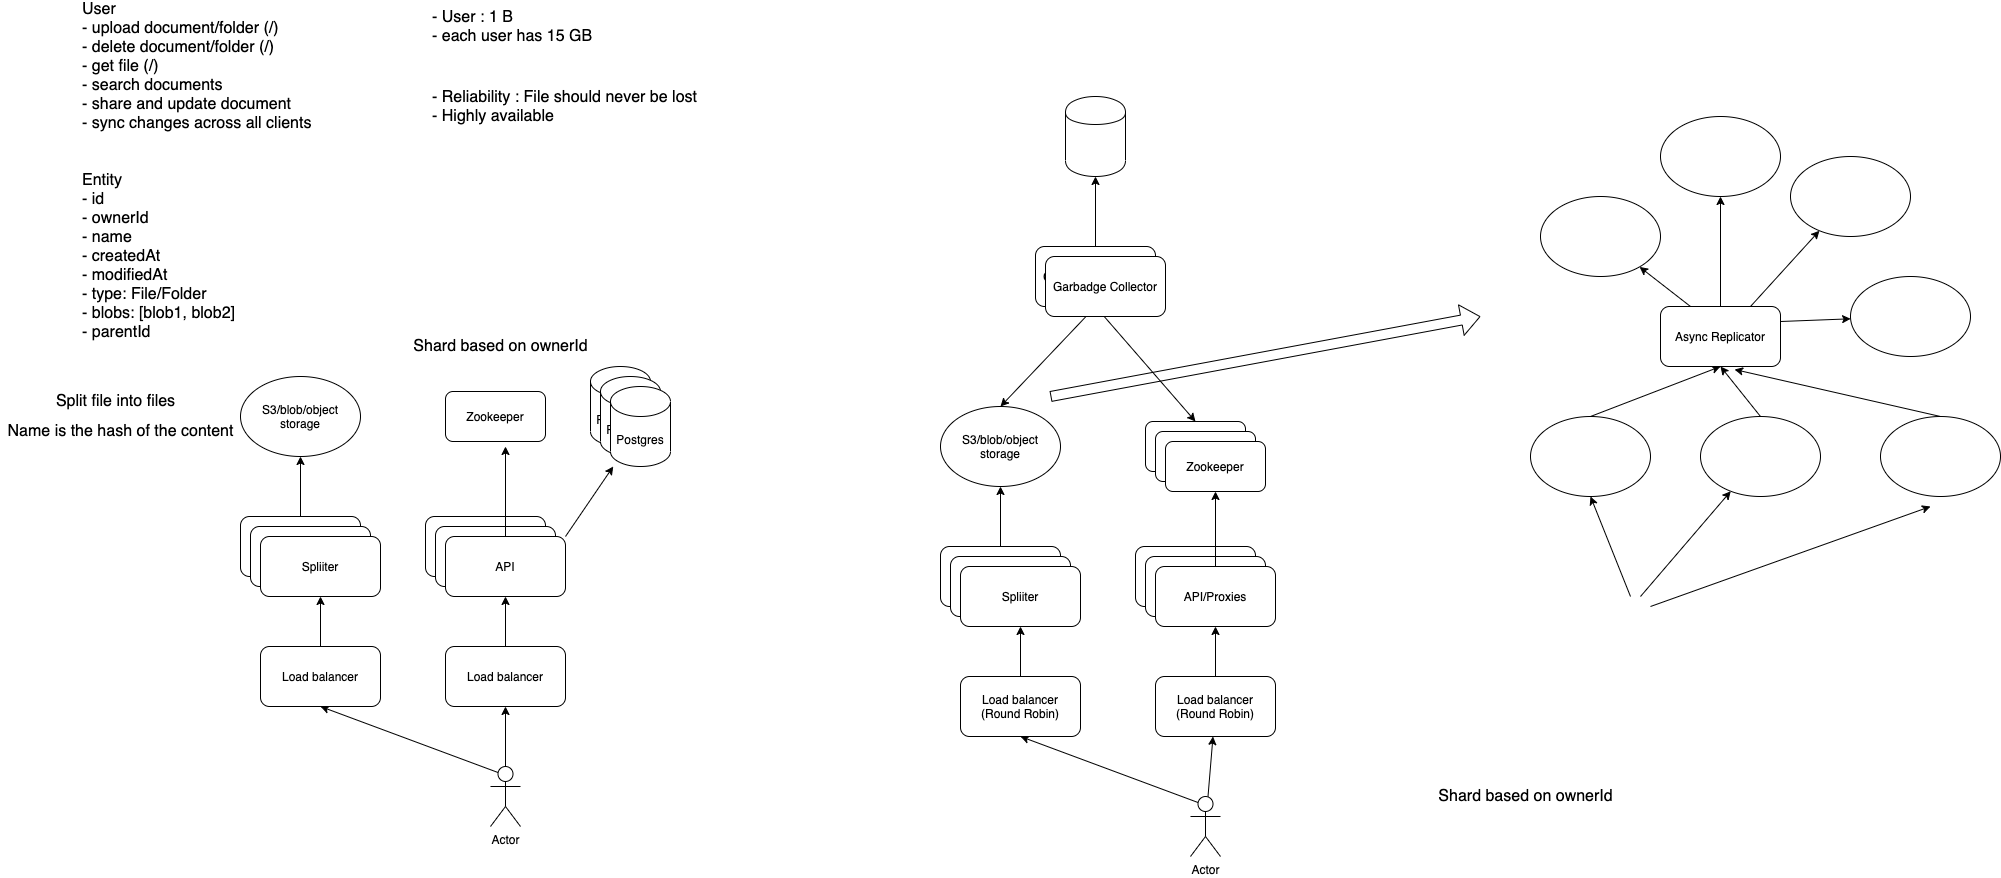 User
- upload document/folder (/)
- delete document/folder (/)
- get file (/)
- search documents
- share and update document
- sync changes across all clients
- User : 1 B
- each user has 15 GB
- Reliability : File should never be lost
- Highly available
Entity
- id
- ownerId
- name
- createdAt
- modifiedAt
- type: File/Folder
- blobs: [blob1, blob2]
- parentId
Shard based on ownerId
Split file into files
Name is the hash of the content
S3/blob/object
storage
Zookeeper
Postgres
Spliiter
API
Load balancer
Load balancer
Actor
Garbadge Collector
S3/blob/object
storage
Zookeeper
Spliiter
API/Proxies
Load balancer
(Round Robin)
Load balancer
(Round Robin)
Actor
Async Replicator
Shard based on ownerId